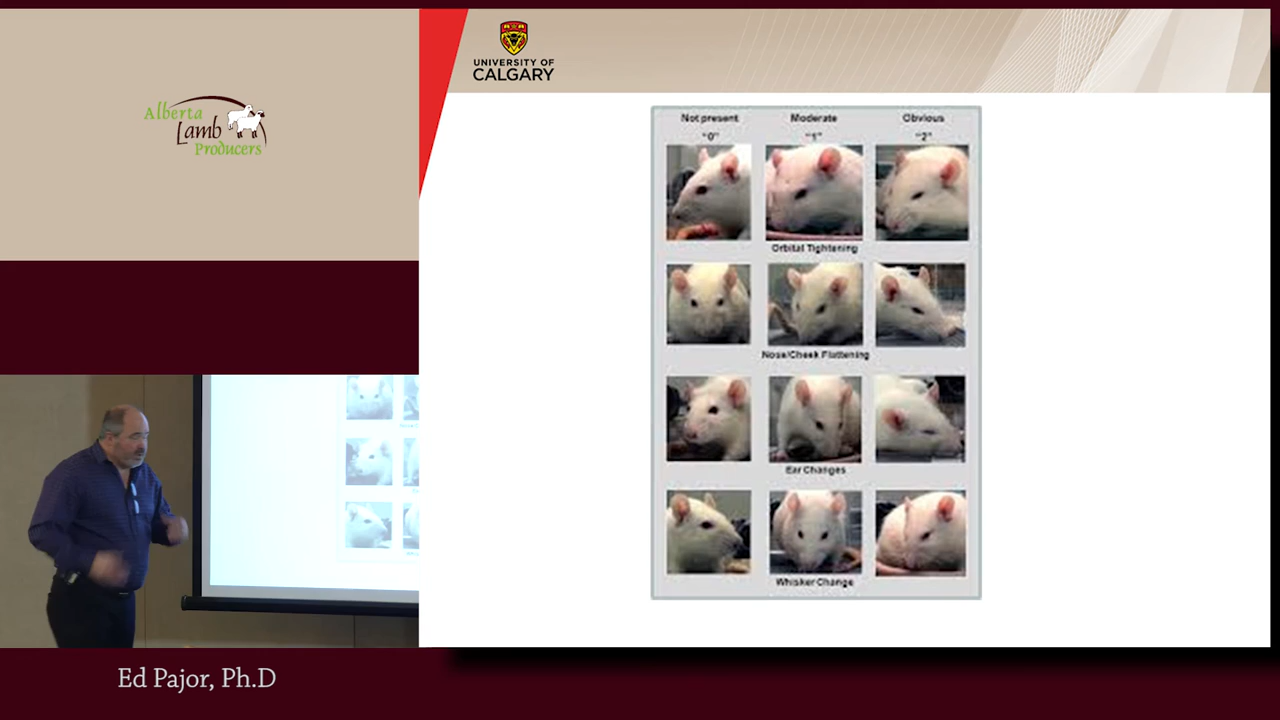 Alberta
Lamb
Producers
UNIVERSITY OF
CALGARY
Not present Moderate Obvious
"0" "1" "2"
Orbital Tightening
Nose/Cheek Flattening
Ear Changes
Whisker Change
Ed Pajor, Ph.D